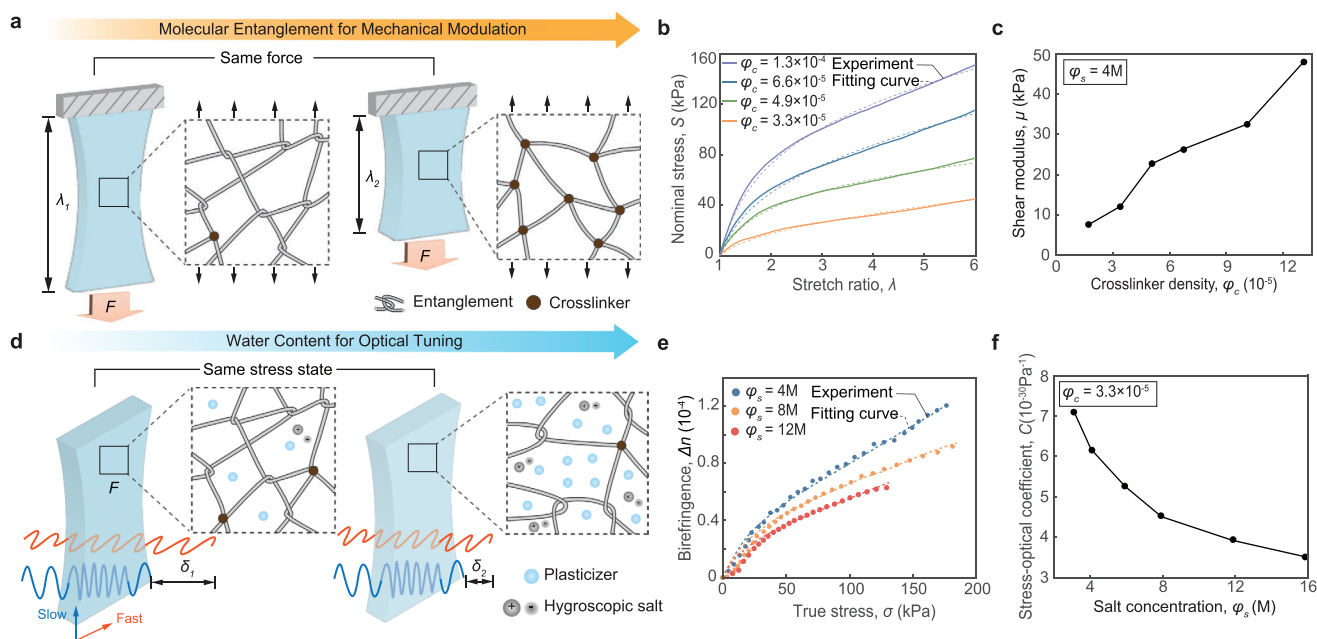 a
Molecular Entanglement for Mechanical Modulation
Same force
λ1
F
λ2
F
Entanglement
Crosslinker
b
Nominal stress, S (kPa)
160
120
80
40
0
φc = 1.3×10⁻⁴
φc = 6.6×10⁻⁵
φc = 4.9×10⁻⁵
φc = 3.3×10⁻⁵
Experiment
Fitting curve
1 2 3 4 5 6
Stretch ratio, λ
c
Shear modulus, μ (kPa)
50
40
30
20
10
0
φs = 4M
0 3 6 9 12
Crosslinker density, φc (10⁻⁵)
d
Water Content for Optical Tuning
Same stress state
F
δ1
Slow
Fast
δ2
Plasticizer
Hygroscopic salt
e
Birefringence, Δn (10⁻⁴)
1.2
0.8
0.4
0
φs = 4M
φs = 8M
φs = 12M
Experiment
Fitting curve
0 50 100 150 200
True stress, σ (kPa)
f
Stress-optical coefficient, C(10⁻³⁰Pa⁻¹)
8
7
6
5
4
3
φc = 3.3×10⁻⁵
4 8 12 16
Salt concentration, φs (M)